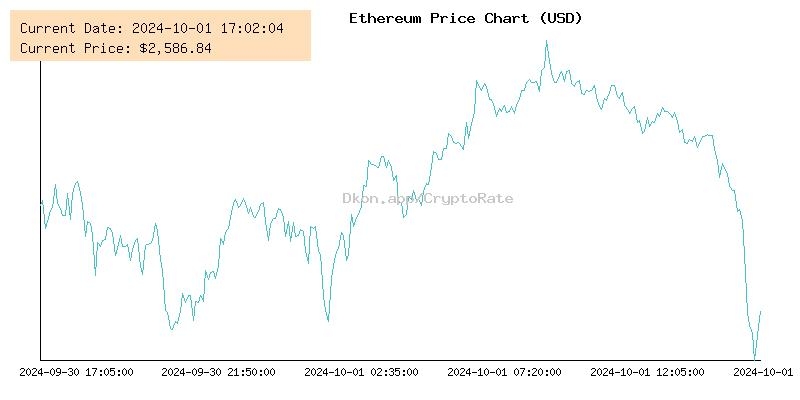 Ethereum Price Chart (USD)
Current Date: 2024-10-01 17:02:04
Current Price: $2,586.84
Dkon.app/CryptoRate
2024-09-30 17:05:00 2024-09-30 21:50:00 2024-10-01 02:35:00 2024-10-01 07:20:00 2024-10-01 12:05:00 2024-10-01